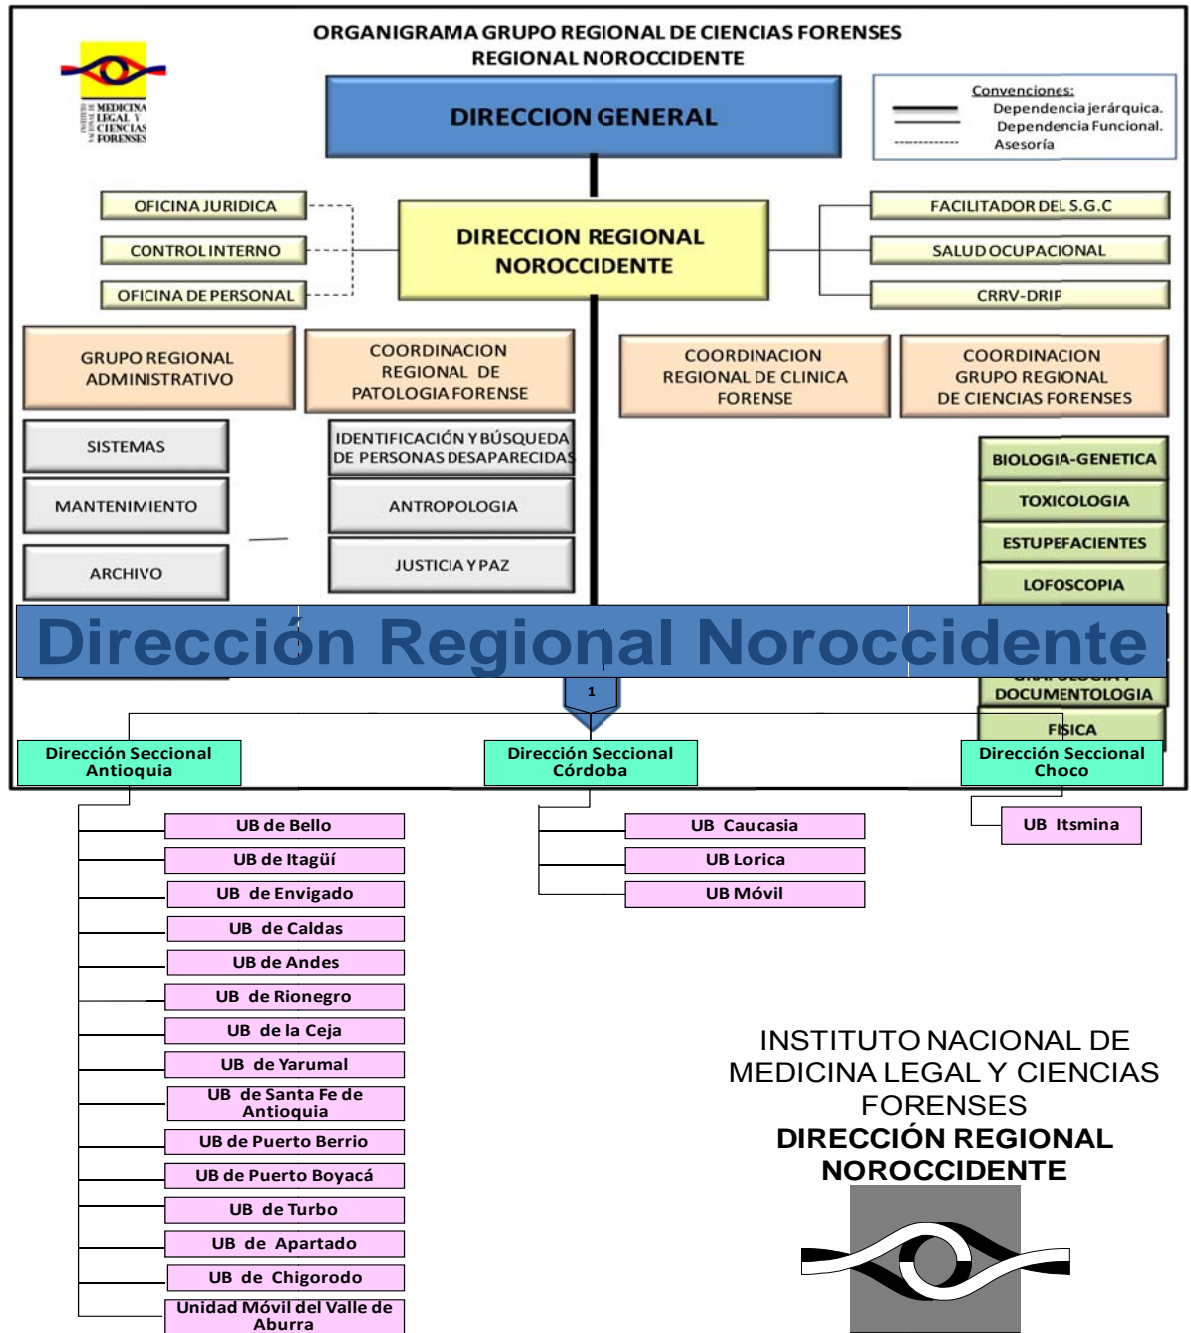 ORGANIGRAMA GRUPO REGIONAL DE CIENCIAS FORENSES
REGIONAL NOROCCIDENTE
INSTITUTO NACIONAL DE
MEDICINA
LEGAL Y
CIENCIAS
FORENSES
DIRECCION GENERAL
Convenciones:
Dependencia jerárquica.
Dependencia Funcional.
Asesoría
OFICINA JURIDICA
CONTROL INTERNO
OFICINA DE PERSONAL
DIRECCION REGIONAL
NOROCCIDENTE
FACILITADOR DEL S.G.C
SALUD OCUPACIONAL
CRRV-DRIP
GRUPO REGIONAL
ADMINISTRATIVO
COORDINACION
REGIONAL DE
PATOLOGIA FORENSE
COORDINACION
REGIONAL DE CLINICA
FORENSE
COORDINACION
GRUPO REGIONAL
DE CIENCIAS FORENSES
SISTEMAS
MANTENIMIENTO
ARCHIVO
IDENTIFICACIÓN Y BÚSQUEDA
DE PERSONAS DESAPARECIDAS
ANTROPOLOGIA
JUSTICIA Y PAZ
BIOLOGIA-GENETICA
TOXICOLOGIA
ESTUPEFACIENTES
LOFOSCOPIA
Dirección Regional Noroccidente
GRAFOLOGIA Y
DOCUMENTOLOGIA
FISICA
1
Dirección Seccional
Antioquia
Dirección Seccional
Córdoba
Dirección Seccional
Choco
UB de Bello
UB de Itagüí
UB de Envigado
UB de Caldas
UB de Andes
UB de Rionegro
UB de la Ceja
UB de Yarumal
UB de Santa Fe de
Antioquia
UB de Puerto Berrio
UB de Puerto Boyacá
UB de Turbo
UB de Apartado
UB de Chigorodo
Unidad Móvil del Valle de
Aburra
UB Caucasia
UB Lorica
UB Móvil
UB Itsmina
INSTITUTO NACIONAL DE
MEDICINA LEGAL Y CIENCIAS
FORENSES
DIRECCIÓN REGIONAL
NOROCCIDENTE